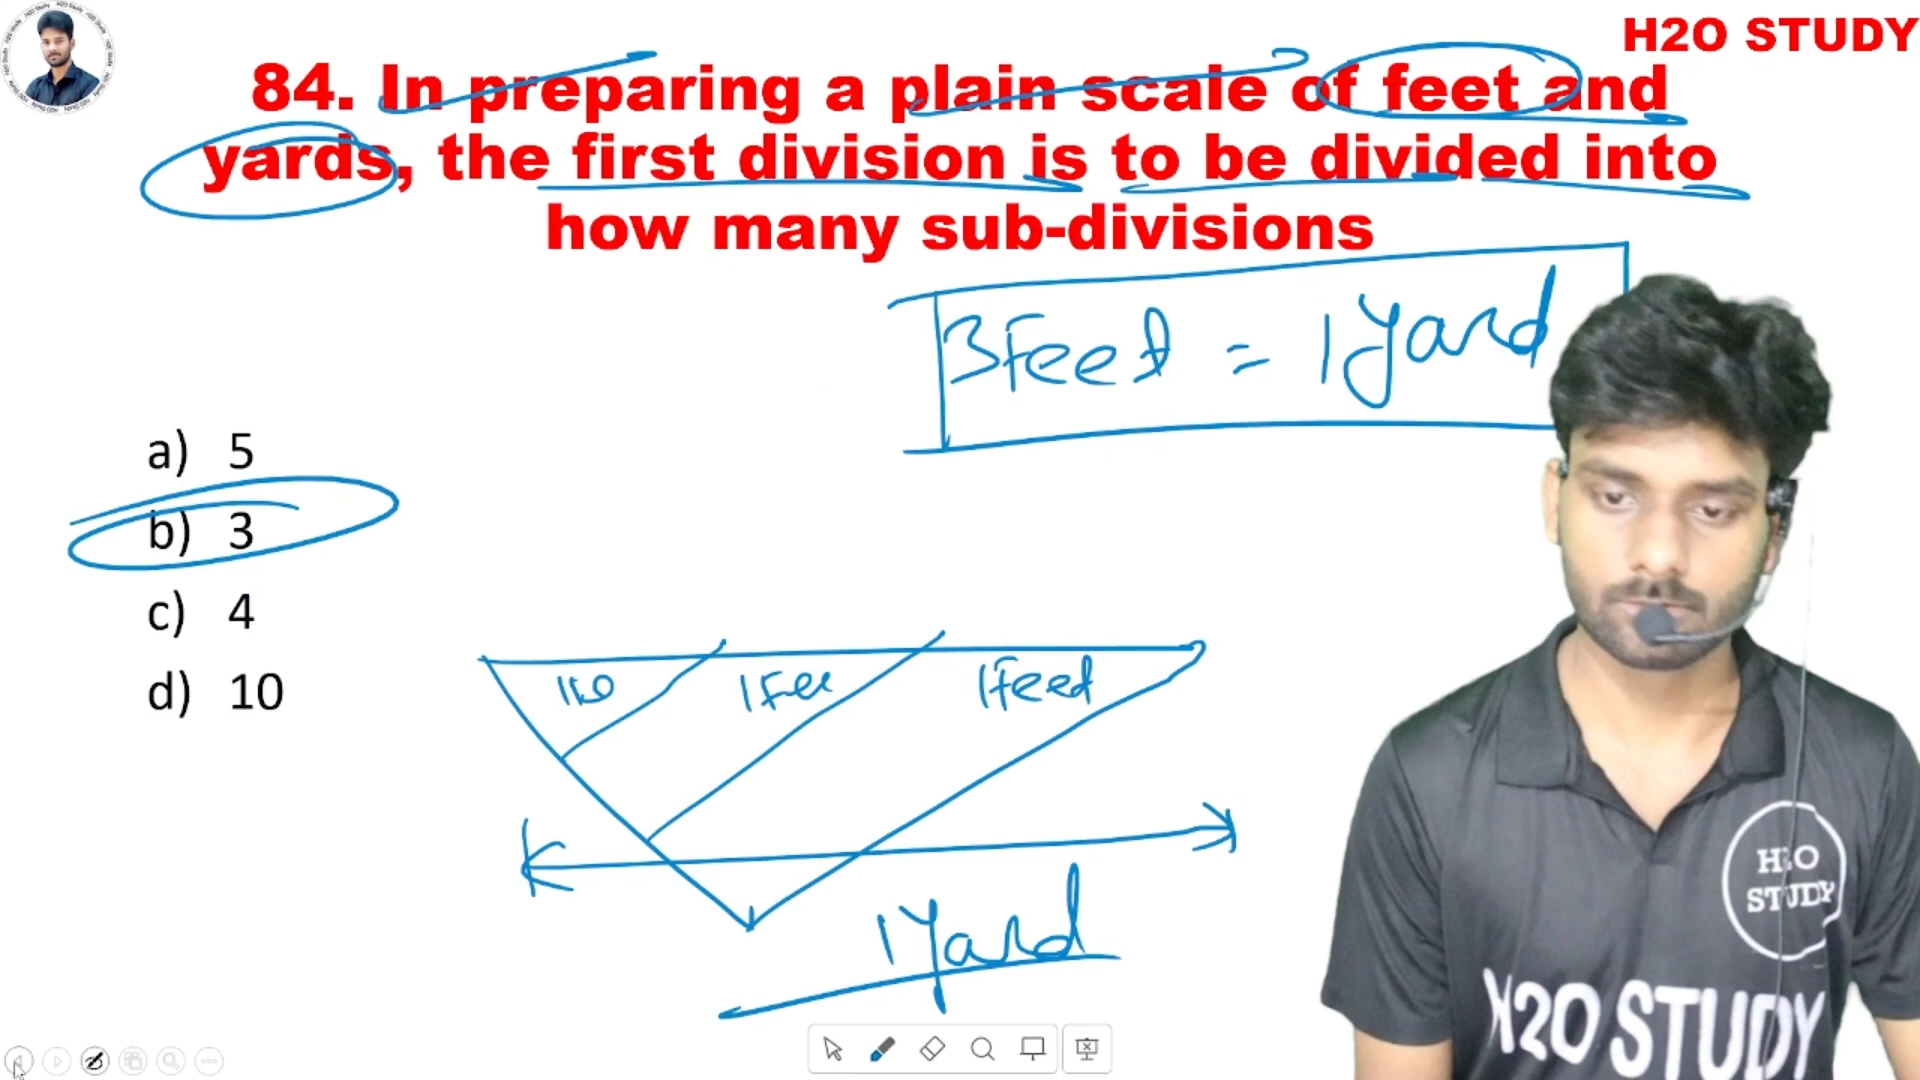 H2O STUDY
84. In preparing a plain scale of feet and
yards, the first division is to be divided into
how many sub-divisions
3Feet = 1Yard
a) 5
b) 3
c) 4
d) 10
1Fee
1Feet
1Yard
H2O
STUDY
H2O STUDY